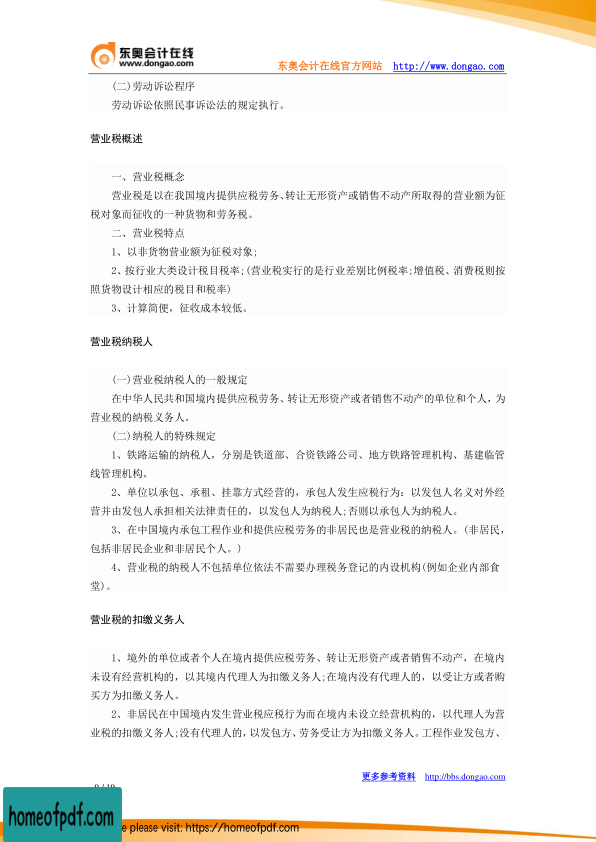 东奥会计在线
www.dongao.com
东奥会计在线官方网站 http://www.dongao.com
(二)劳动诉讼程序
劳动诉讼依照民事诉讼法的规定执行。
营业税概述
一、营业税概念
营业税是以在我国境内提供应税劳务、转让无形资产或销售不动产所取得的营业额为征
税对象而征收的一种货物和劳务税。
二、营业税特点
1、以非货物营业额为征税对象;
2、按行业大类设计税目税率;(营业税实行的是行业差别比例税率;增值税、消费税则按
照货物设计相应的税目和税率)
3、计算简便，征收成本较低。
营业税纳税人
(一)营业税纳税人的一般规定
在中华人民共和国境内提供应税劳务、转让无形资产或者销售不动产的单位和个人，为
营业税的纳税义务人。
(二)纳税人的特殊规定
1、铁路运输的纳税人，分别是铁道部、合资铁路公司、地方铁路管理机构、基建临管
线管理机构。
2、单位以承包、承租、挂靠方式经营的，承包人发生应税行为：以发包人名义对外经
营并由发包人承担相关法律责任的，以发包人为纳税人;否则以承包人为纳税人。
3、在中国境内承包工程作业和提供应税劳务的非居民也是营业税的纳税人。(非居民，
包括非居民企业和非居民个人。)
4、营业税的纳税人不包括单位依法不需要办理税务登记的内设机构(例如企业内部食
堂)。
营业税的扣缴义务人
1、境外的单位或者个人在境内提供应税劳务、转让无形资产或者销售不动产，在境内
未设有经营机构的，以其境内代理人为扣缴义务人;在境内没有代理人的，以受让方或者购
买方为扣缴义务人。
2、非居民在中国境内发生营业税应税行为而在境内未设立经营机构的，以代理人为营
业税的扣缴义务人;没有代理人的，以发包方、劳务受让方为扣缴义务人。工程作业发包方、
更多参考资料 http://bbs.dongao.com
homeofpdf.com
please visit: https://homeofpdf.com